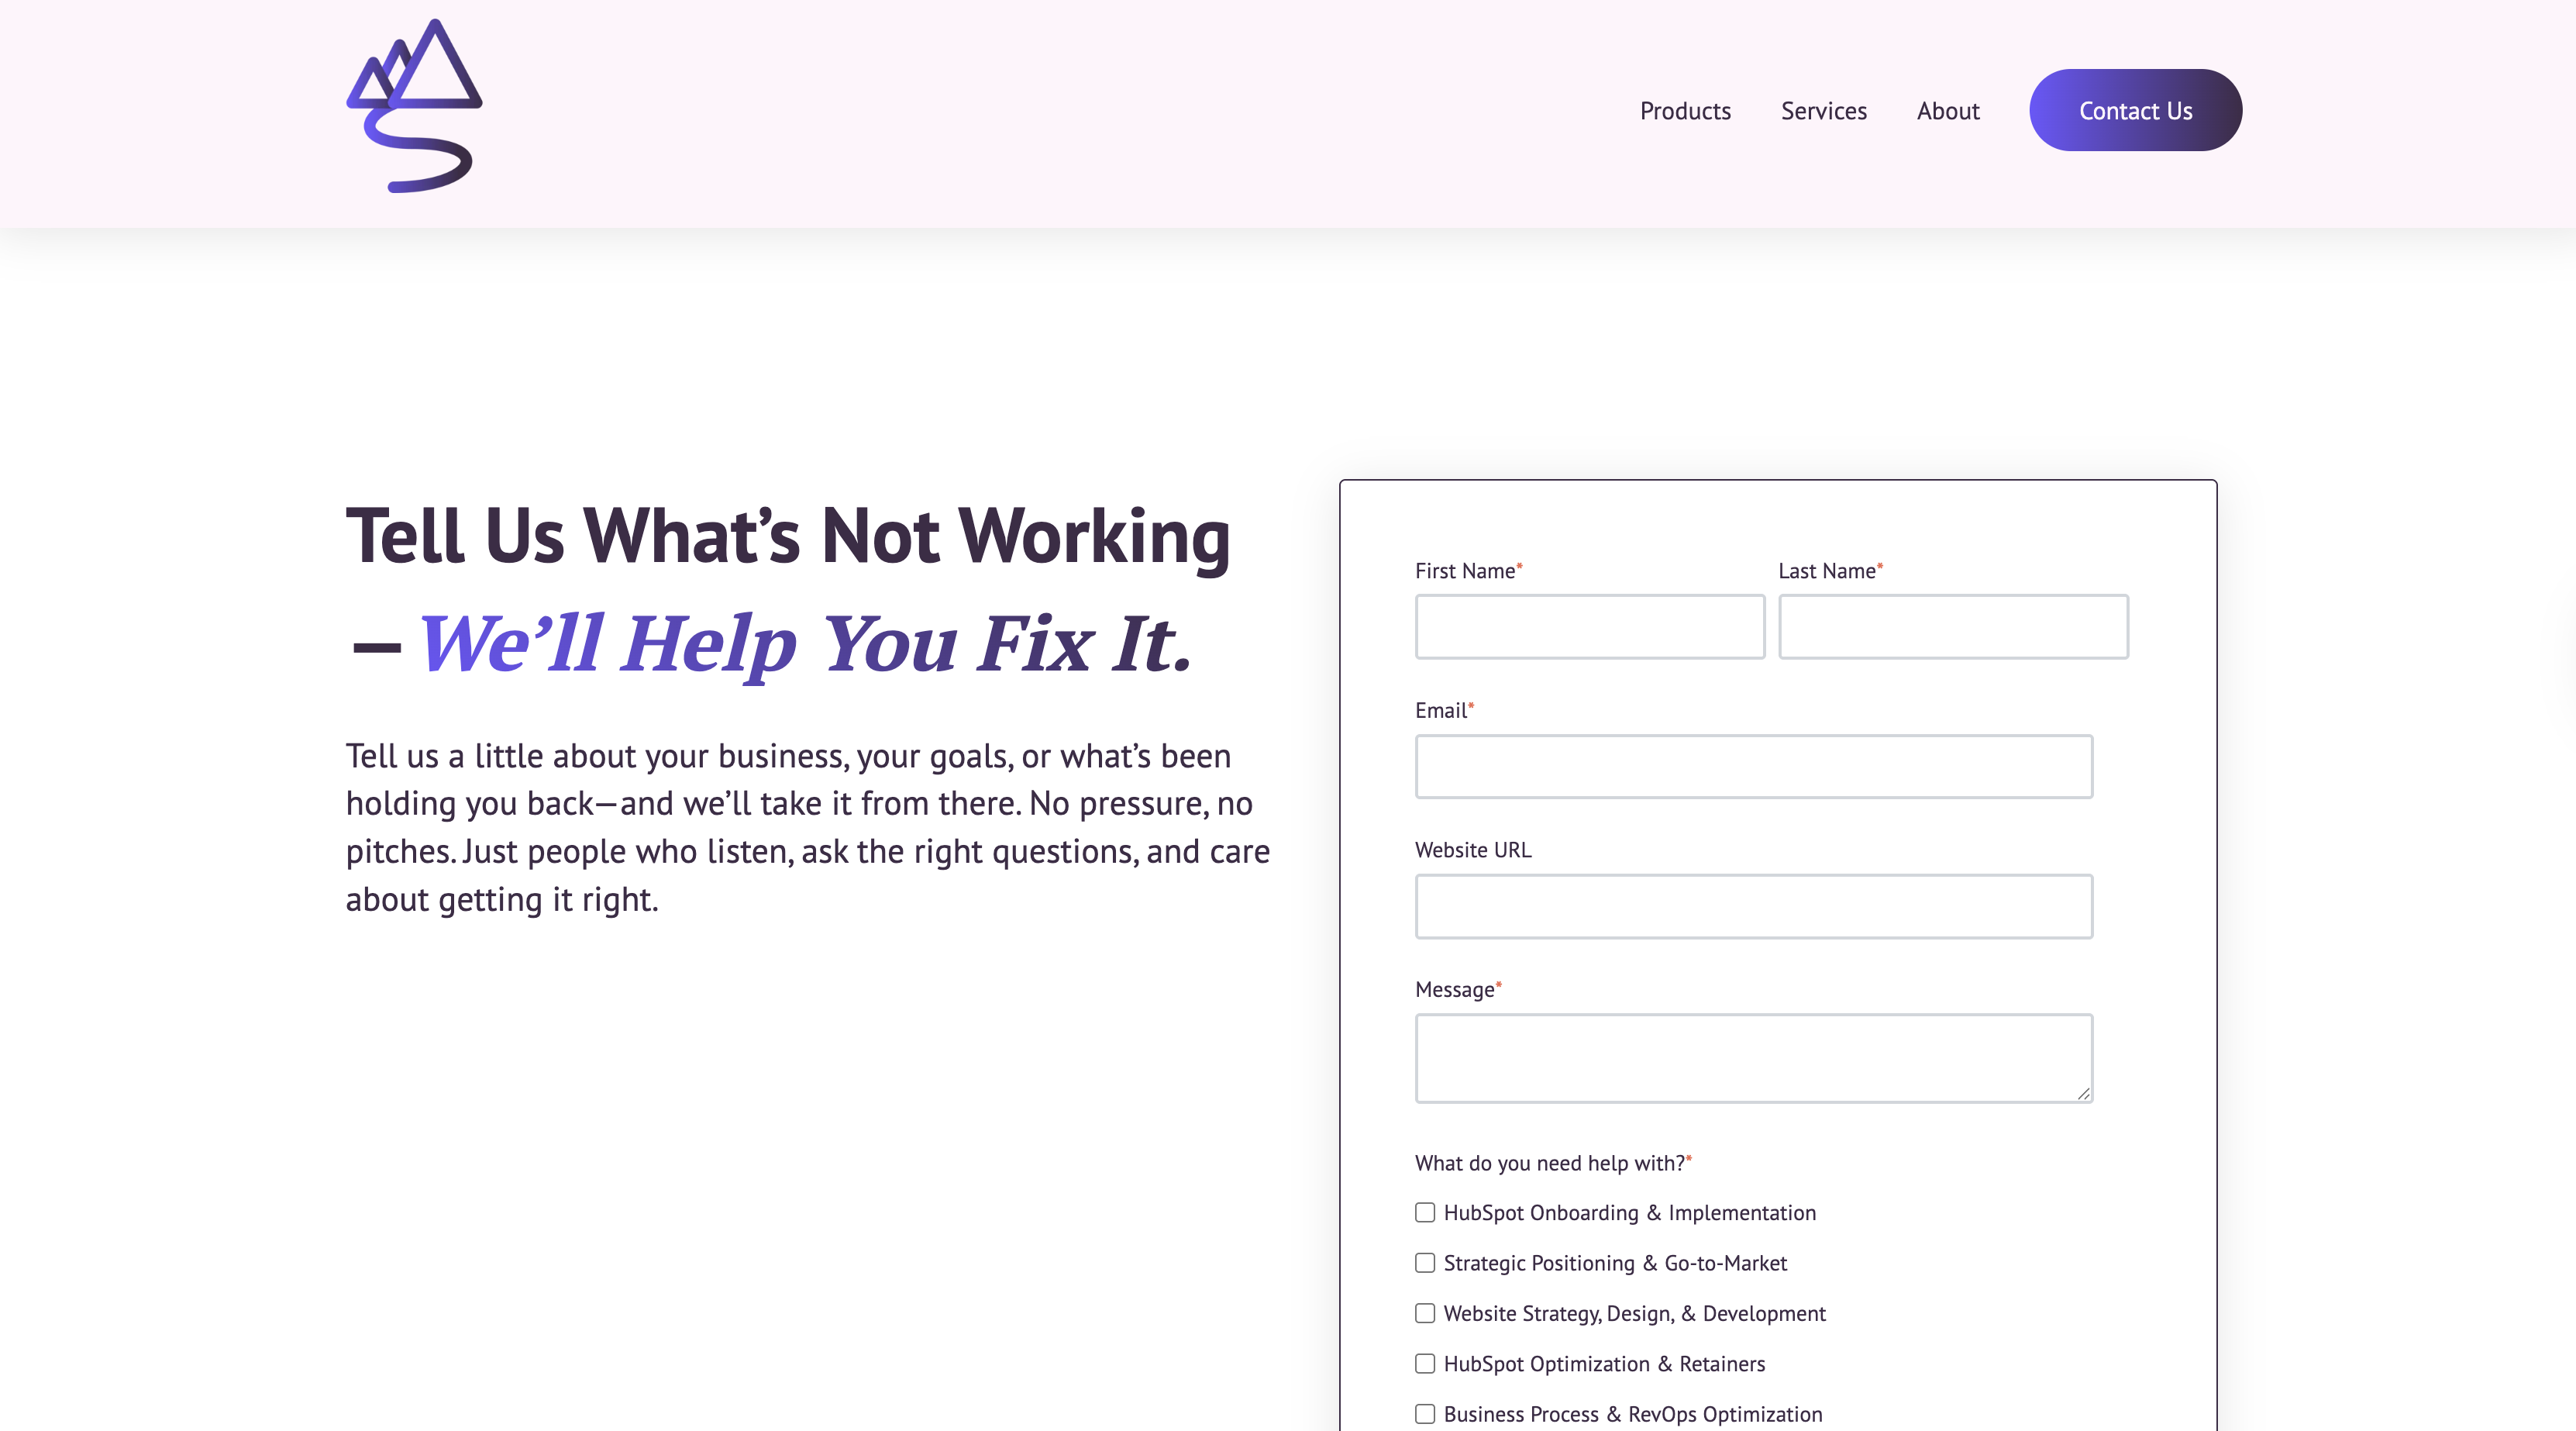 Products
Services
About
Contact Us
Tell Us What’s Not Working
—We’ll Help You Fix It.
Tell us a little about your business, your goals, or what’s been
holding you back—and we’ll take it from there. No pressure, no
pitches. Just people who listen, ask the right questions, and care
about getting it right.
First Name*
Last Name*
Email*
Website URL
Message*
What do you need help with?*
HubSpot Onboarding & Implementation
Strategic Positioning & Go-to-Market
Website Strategy, Design, & Development
HubSpot Optimization & Retainers
Business Process & RevOps Optimization